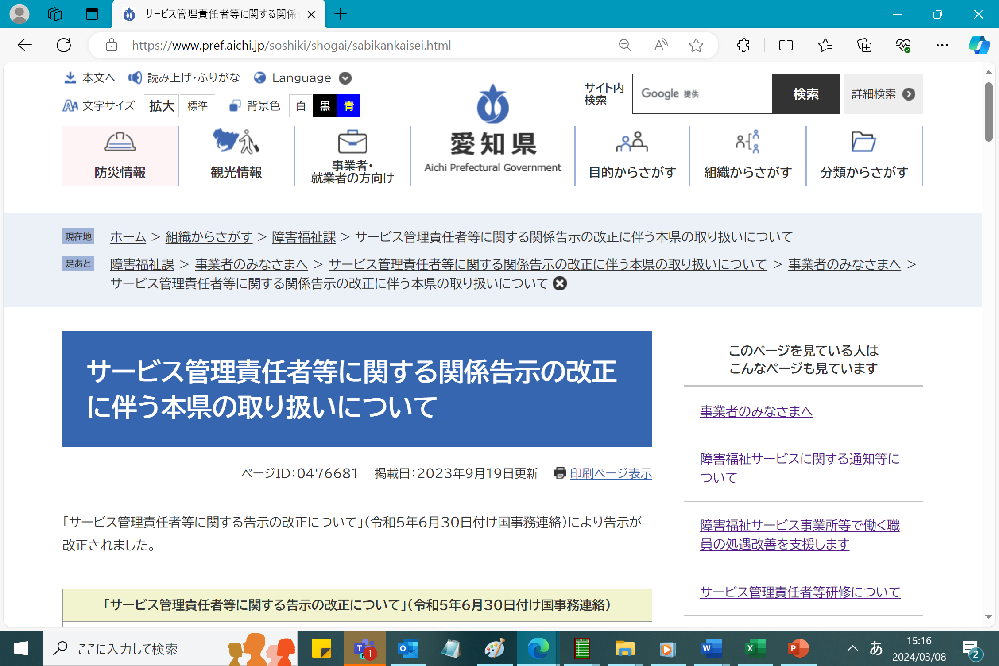 サービス管理責任者等に関する関係
https://www.pref.aichi.jp/soshiki/shogai/sabikankaisei.html
本文へ 読み上げ・ふりがな Language
文字サイズ 拡大 標準 背景色 白 黒 青
サイト内
検索
Google 提供
検索
詳細検索
防災情報
観光情報
事業者・
就業者の方向け
愛知県
Aichi Prefectural Government
目的からさがす
組織からさがす
分類からさがす
現在地 ホーム > 組織からさがす > 障害福祉課 > サービス管理責任者等に関する関係告示の改正に伴う本県の取り扱いについて
足あと 障害福祉課 > 事業者のみなさまへ > サービス管理責任者等に関する関係告示の改正に伴う本県の取り扱いについて > 事業者のみなさまへ >
サービス管理責任者等に関する関係告示の改正に伴う本県の取り扱いについて
サービス管理責任者等に関する関係告示の改正
に伴う本県の取り扱いについて
ページID：0476681 掲載日：2023年9月19日更新 印刷ページ表示
「サービス管理責任者等に関する告示の改正について」（令和5年6月30日付け国事務連絡）により告示が
改正されました。
「サービス管理責任者等に関する告示の改正について」（令和5年6月30日付け国事務連絡）
このページを見ている人は
こんなページも見ています
事業者のみなさまへ
障害福祉サービスに関する通知等に
ついて
障害福祉サービス事業所等で働く職
員の処遇改善を支援します
サービス管理責任者等研修について
ここに入力して検索
T 1
O
W
X
P
あ
15:16
2024/03/08
2